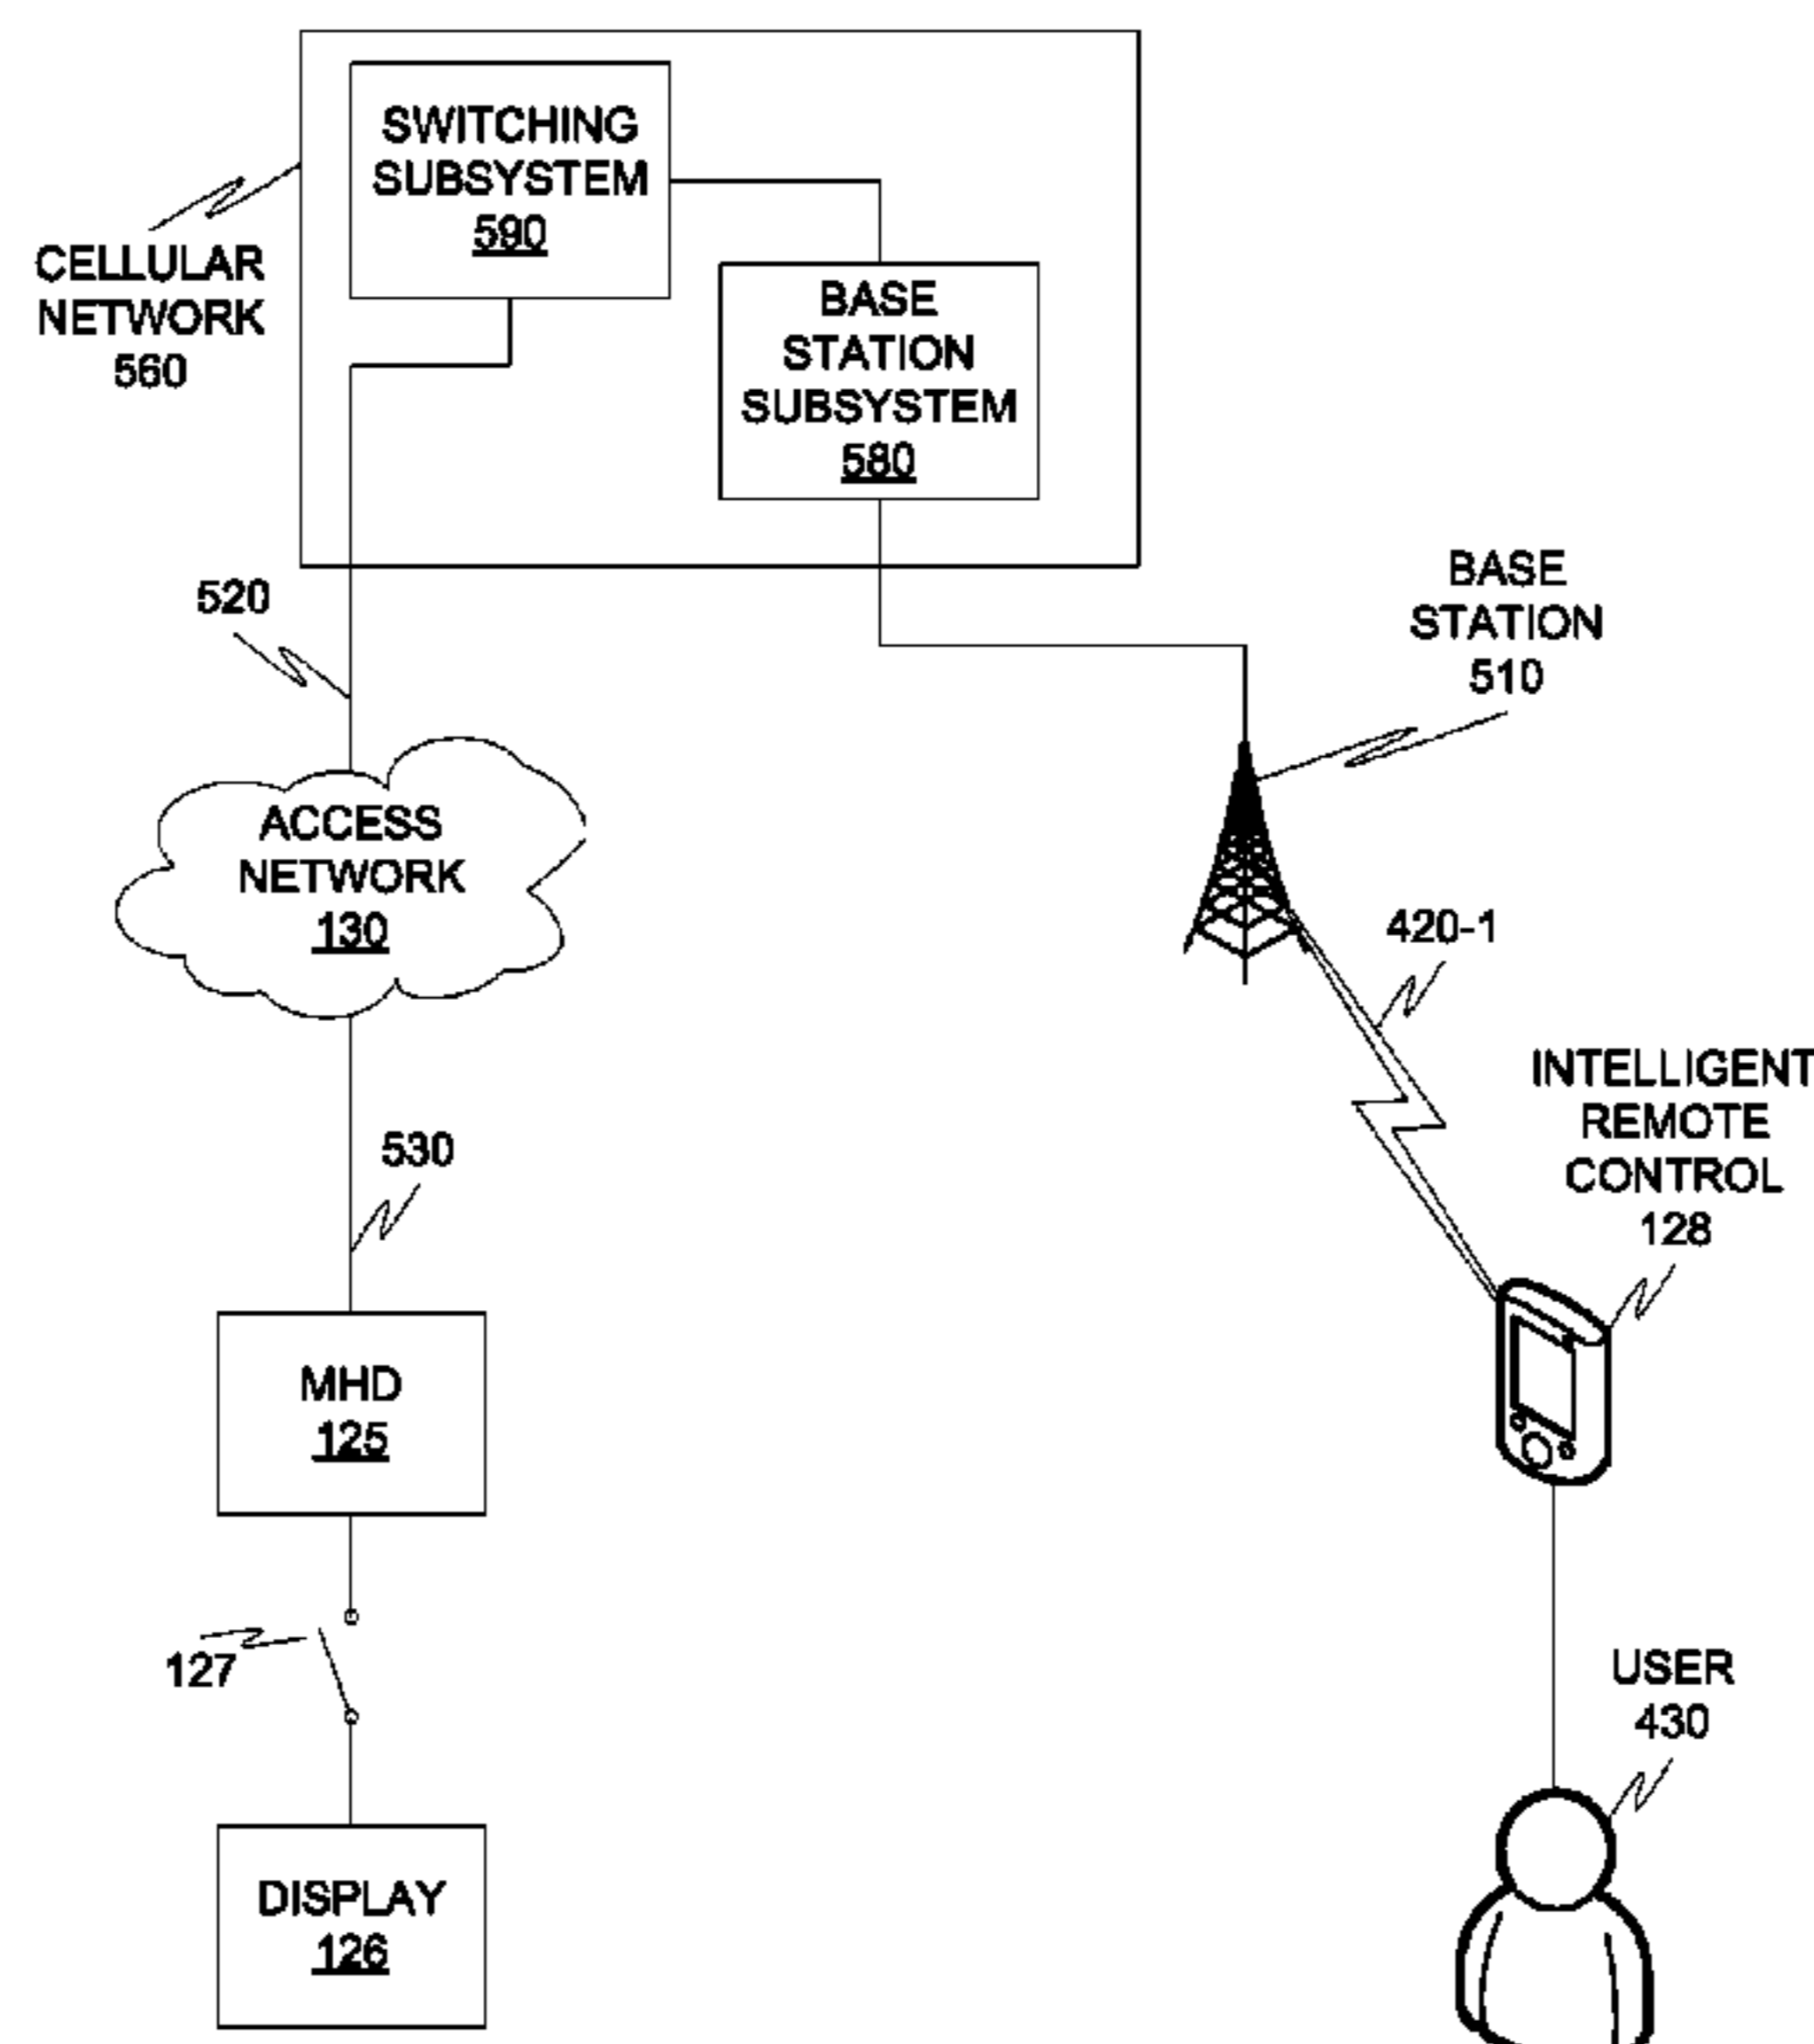 SWITCHING
SUBSYSTEM
590
CELLULAR
NETWORK
560
BASE
STATION
SUBSYSTEM
580
520
BASE
STATION
510
ACCESS
NETWORK
130
420-1
INTELLIGENT
REMOTE
CONTROL
128
530
MHD
125
127
USER
430
DISPLAY
126